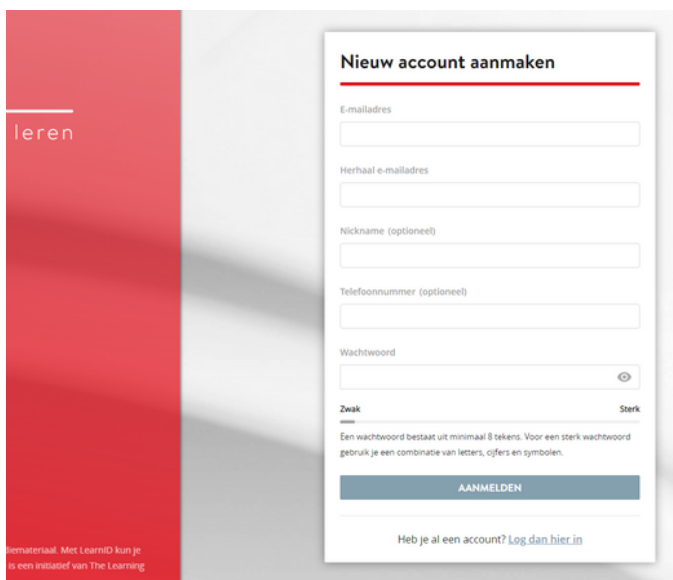 leren
diemateriaal. Met LearnID kun je
is een initiatief van The Learning
Nieuw account aanmaken
E-mailadres
Herhaal e-mailadres
Nickname (optioneel)
Telefoonnummer (optioneel)
Wachtwoord
Zwak Sterk
Een wachtwoord bestaat uit minimaal 8 tekens. Voor een sterk wachtwoord
gebruik je een combinatie van letters, cijfers en symbolen.
AANMELDEN
Heb je al een account? Log dan hier in